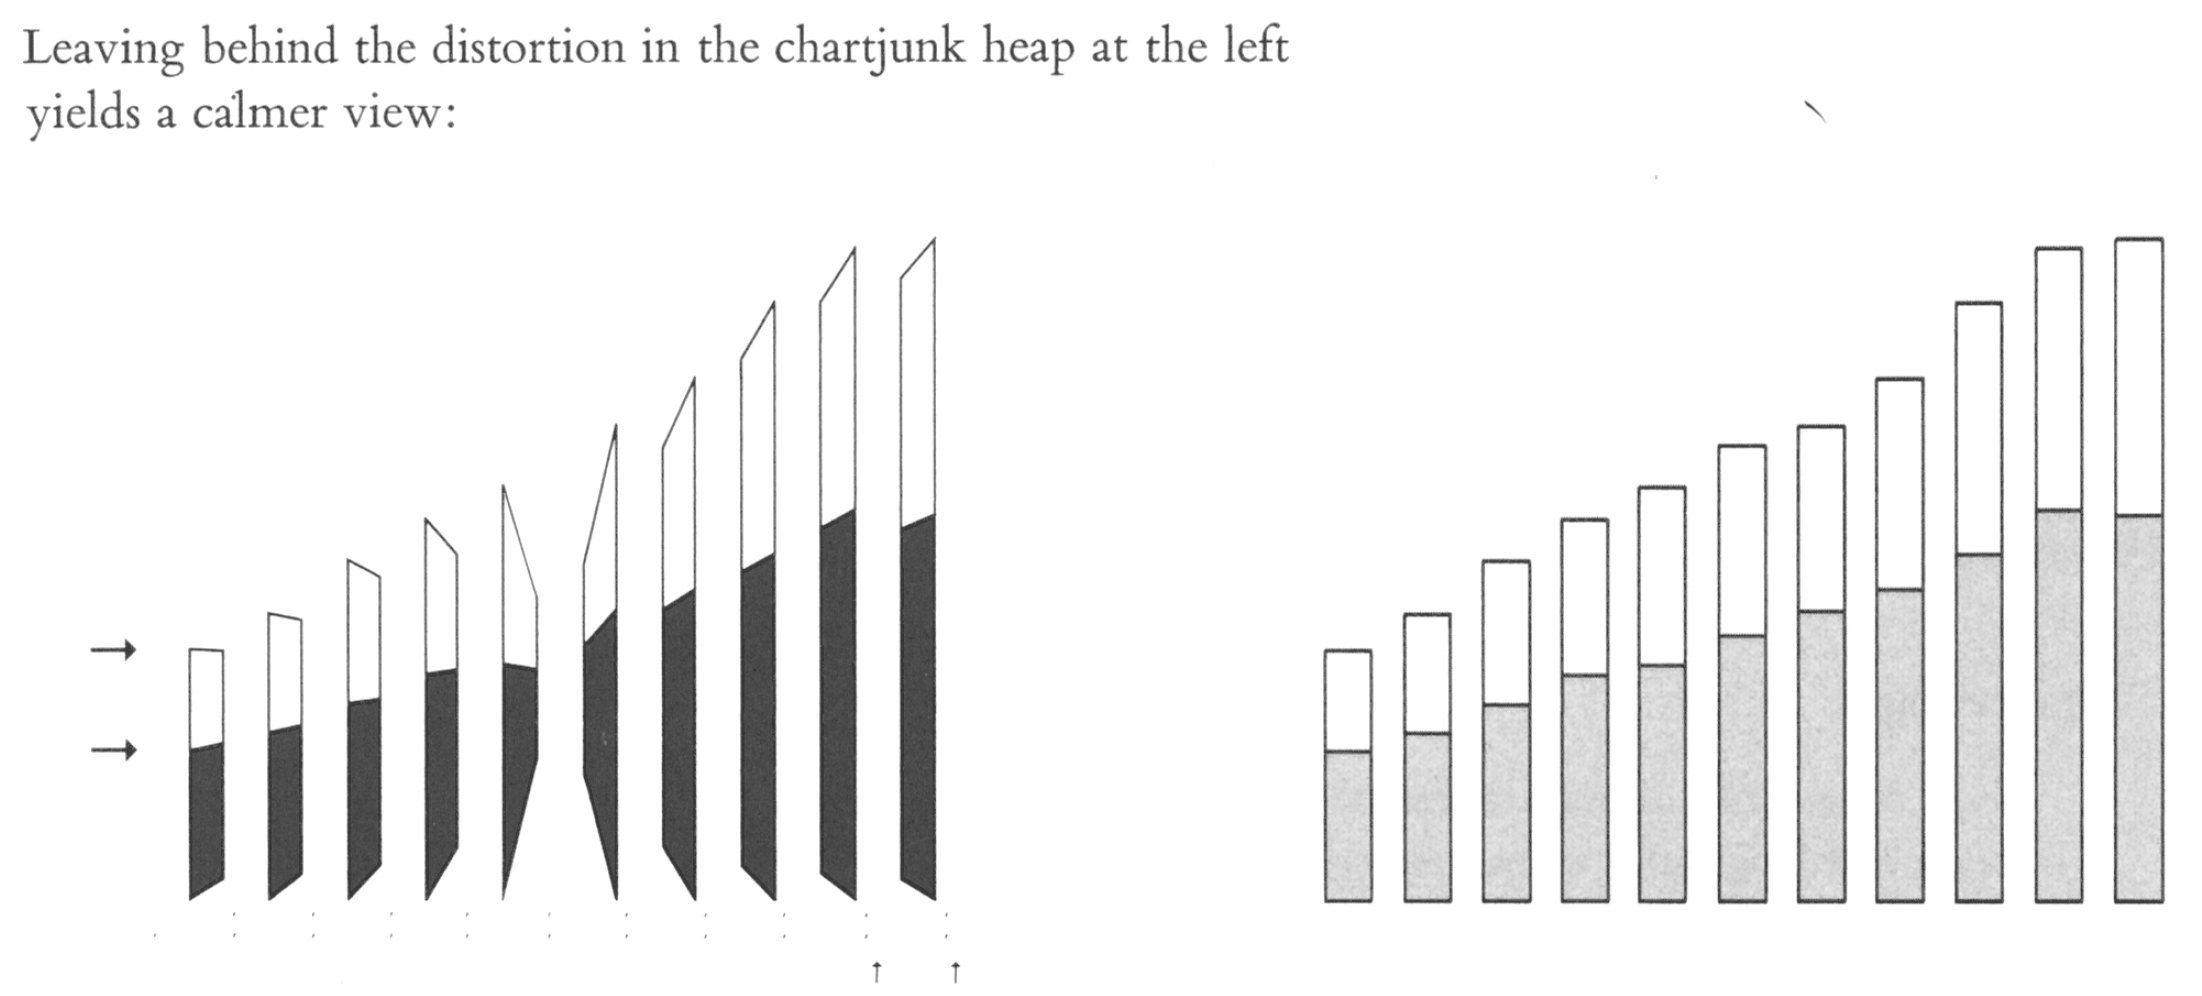 Leaving behind the distortion in the chartjunk heap at the left
yields a calmer view: